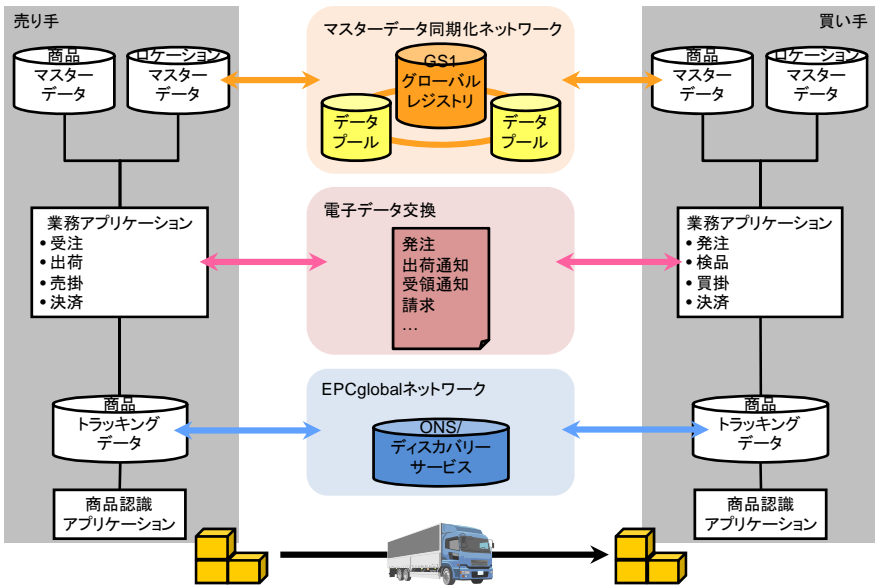 売り手
商品
マスター
データ
ロケーション
マスター
データ
業務アプリケーション
• 受注
• 出荷
• 売掛
• 決済
商品
トラッキング
データ
商品認識
アプリケーション
マスターデータ同期化ネットワーク
GS1
グローバル
レジストリ
データ
プール
データ
プール
電子データ交換
発注
出荷通知
受領通知
請求
…
EPCglobalネットワーク
ONS/
ディスカバリー
サービス
買い手
商品
マスター
データ
ロケーション
マスター
データ
業務アプリケーション
• 発注
• 検品
• 買掛
• 決済
商品
トラッキング
データ
商品認識
アプリケーション